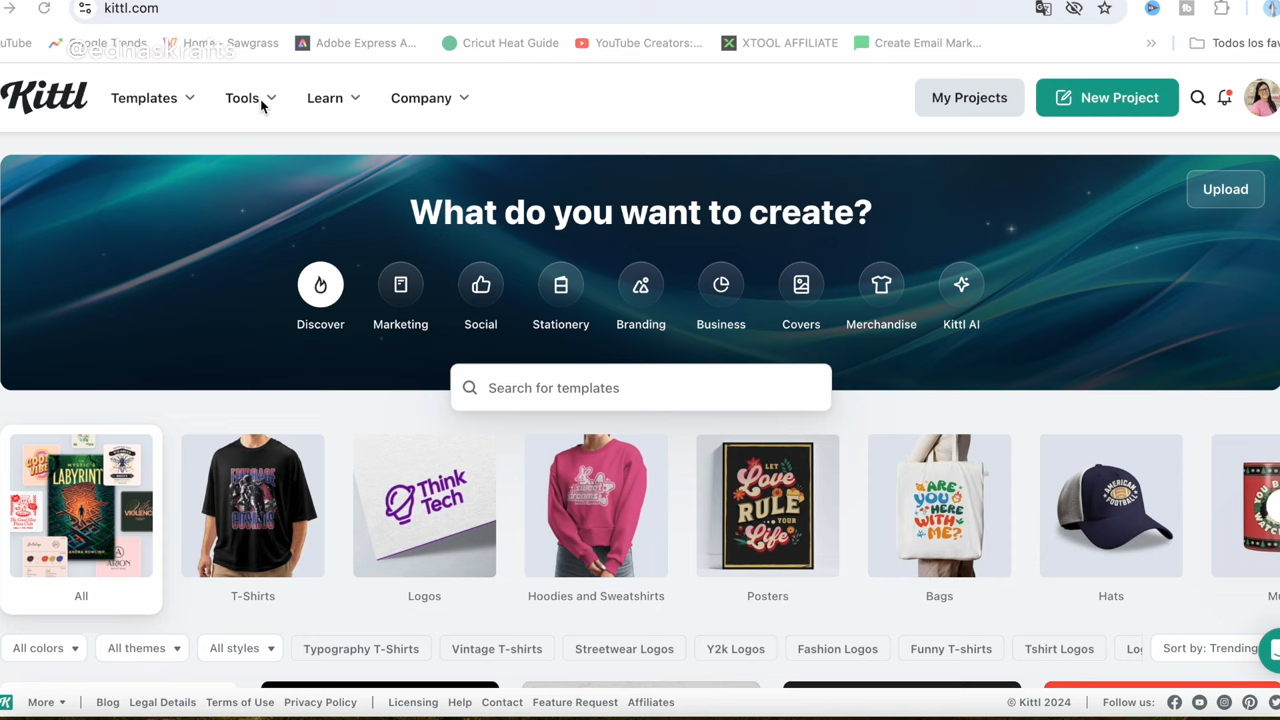 kittl.com
uTube
Google Trends
Home - Sawgrass
Adobe Express A...
Cricut Heat Guide
YouTube Creators:...
XTOOL AFFILIATE
Create Email Mark...
»
Todos los fav
@ednaskrafts
Kittl
Templates
Tools
Learn
Company
My Projects
New Project
What do you want to create?
Upload
Discover
Marketing
Social
Stationery
Branding
Business
Covers
Merchandise
Kittl AI
Search for templates
LABYRINTH
VIOLENCE
ARION
Think
Tech
sweet
dreams
LET
Love
RULE
YOUR
Life
ARE
YOU
HERE
WITH
ME?
AMERICAN
FOOTBALL
All
T-Shirts
Logos
Hoodies and Sweatshirts
Posters
Bags
Hats
Mu
All colors
All themes
All styles
Typography T-Shirts
Vintage T-shirts
Streetwear Logos
Y2k Logos
Fashion Logos
Funny T-shirts
Tshirt Logos
Log
Sort by: Trending
More
Blog
Legal Details
Terms of Use
Privacy Policy
Licensing
Help
Contact
Feature Request
Affiliates
© Kittl 2024
Follow us: